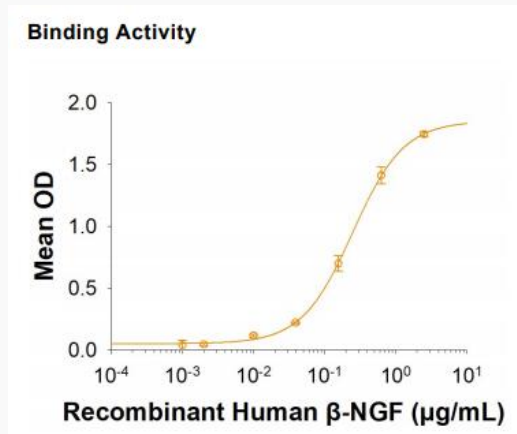 Binding Activity
2.0
1.5
1.0
0.5
0.0
Mean OD
10⁻⁴ 10⁻³ 10⁻² 10⁻¹ 10⁰ 10¹
Recombinant Human β-NGF (µg/mL)